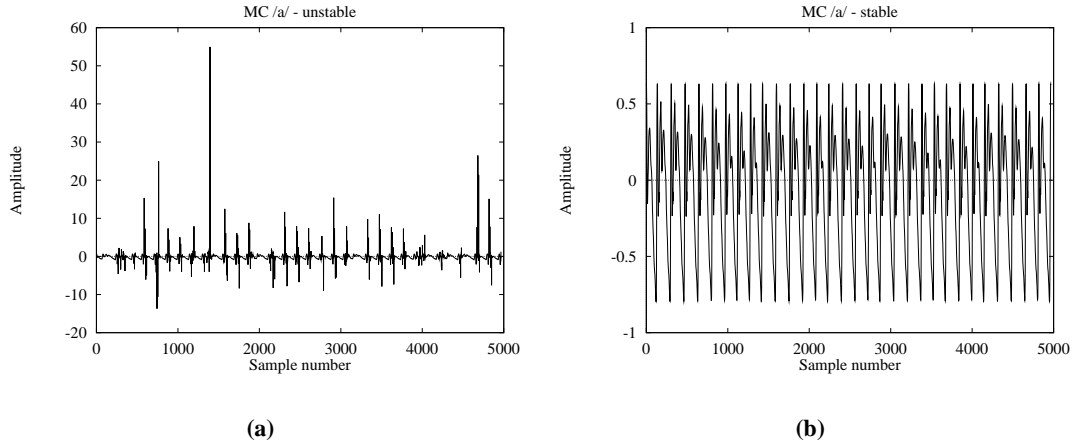 MC /a/ - unstable
60
50
40
30
20
10
0
-10
-20
Amplitude
0 1000 2000 3000 4000 5000
Sample number
(a)
MC /a/ - stable
1
0.5
0
-0.5
-1
Amplitude
0 1000 2000 3000 4000 5000
Sample number
(b)